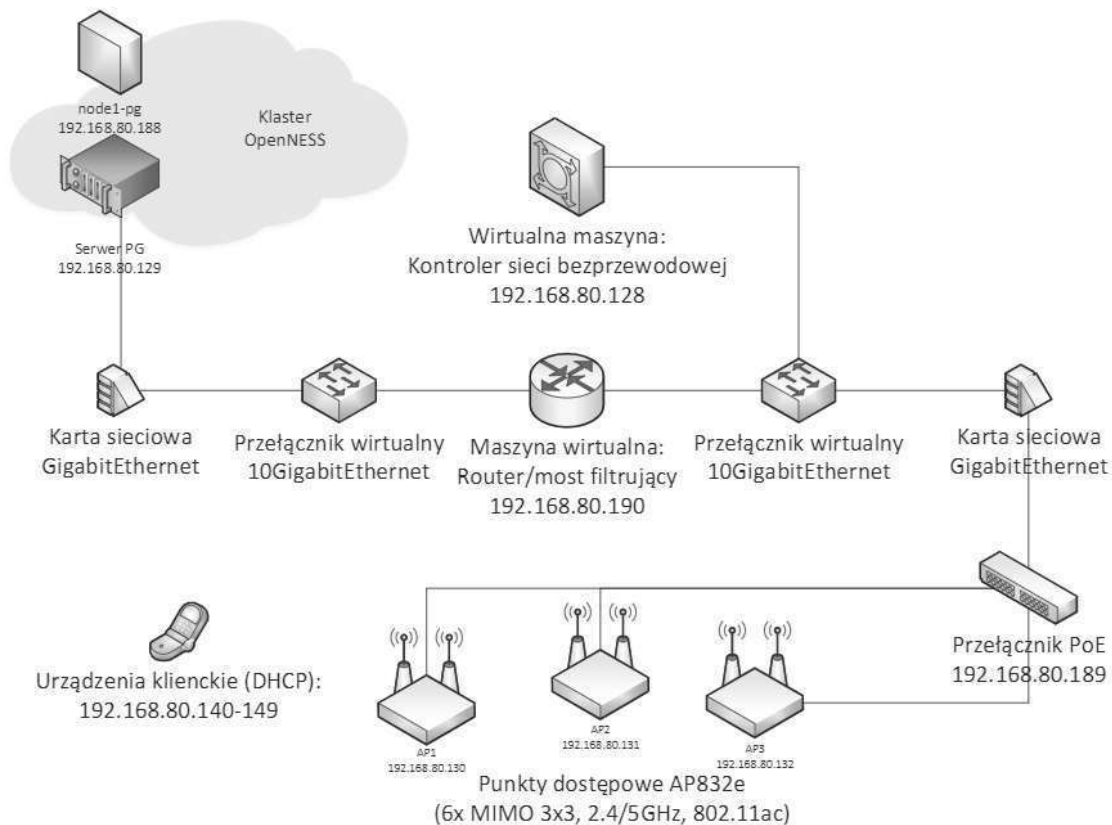 node1-pg
192.168.80.188
Klaster
OpenNESS
Serwer PG
192.168.80.129
Wirtualna maszyna:
Kontroler sieci bezprzewodowej
192.168.80.128
Karta sieciowa
GigabitEthernet
Przełącznik wirtualny
10GigabitEthernet
Maszyna wirtualna:
Router/most filtrujący
192.168.80.190
Przełącznik wirtualny
10GigabitEthernet
Karta sieciowa
GigabitEthernet
Przełącznik PoE
192.168.80.189
Urządzenia klienckie (DHCP):
192.168.80.140-149
AP1
192.168.80.130
AP2
192.168.80.131
AP3
192.168.80.132
Punkty dostępowe AP832e
(6x MIMO 3x3, 2.4/5GHz, 802.11ac)